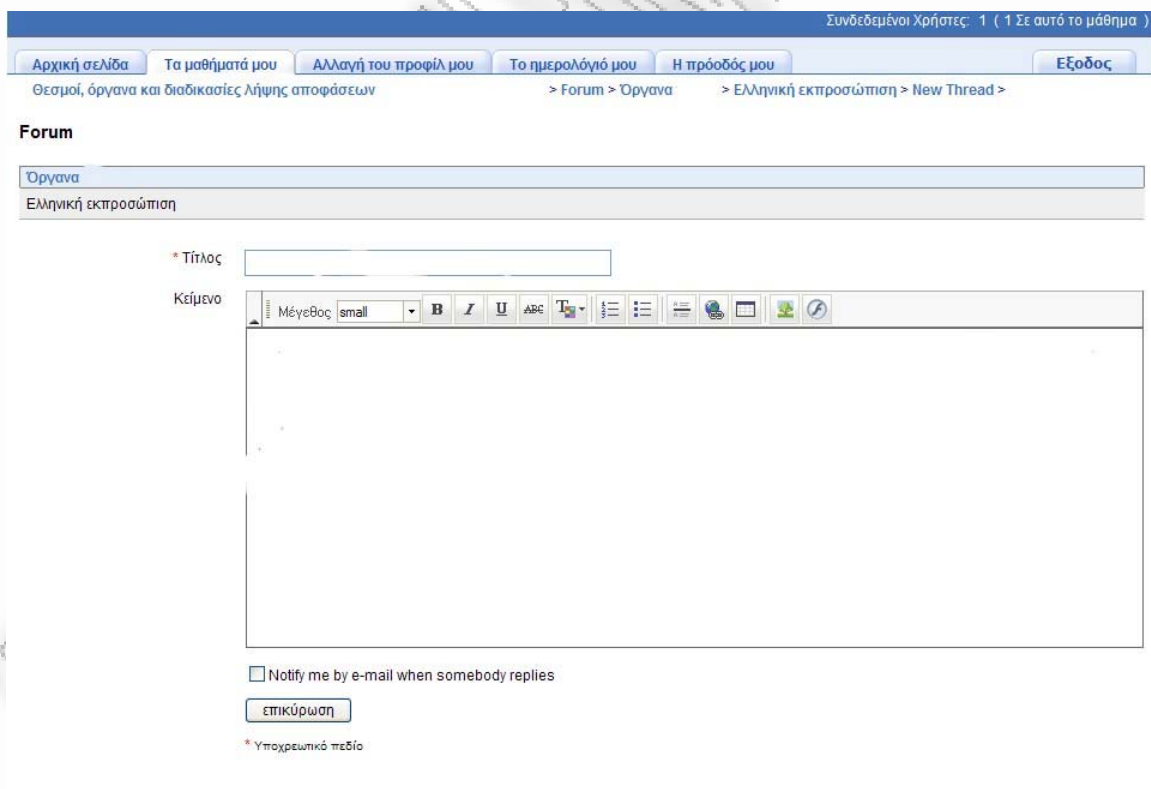 Συνδεδεμένοι Χρήστες: 1 ( 1 Σε αυτό το μάθημα )
Αρχική σελίδα Τα μαθήματά μου Αλλαγή του προφίλ μου Το ημερολόγιό μου Η πρόοδός μου Εξοδος
Θεσμοί, όργανα και διαδικασίες Λήψης αποφάσεων > Forum > Όργανα > Ελληνική εκπροσώπιση > New Thread >
Forum
Όργανα
Ελληνική εκπροσώπιση
* Τίτλος
Κείμενο
Μέγεθος small B I U ABC T
Notify me by e-mail when somebody replies
επικύρωση
* Υποχρεωτικό πεδίο